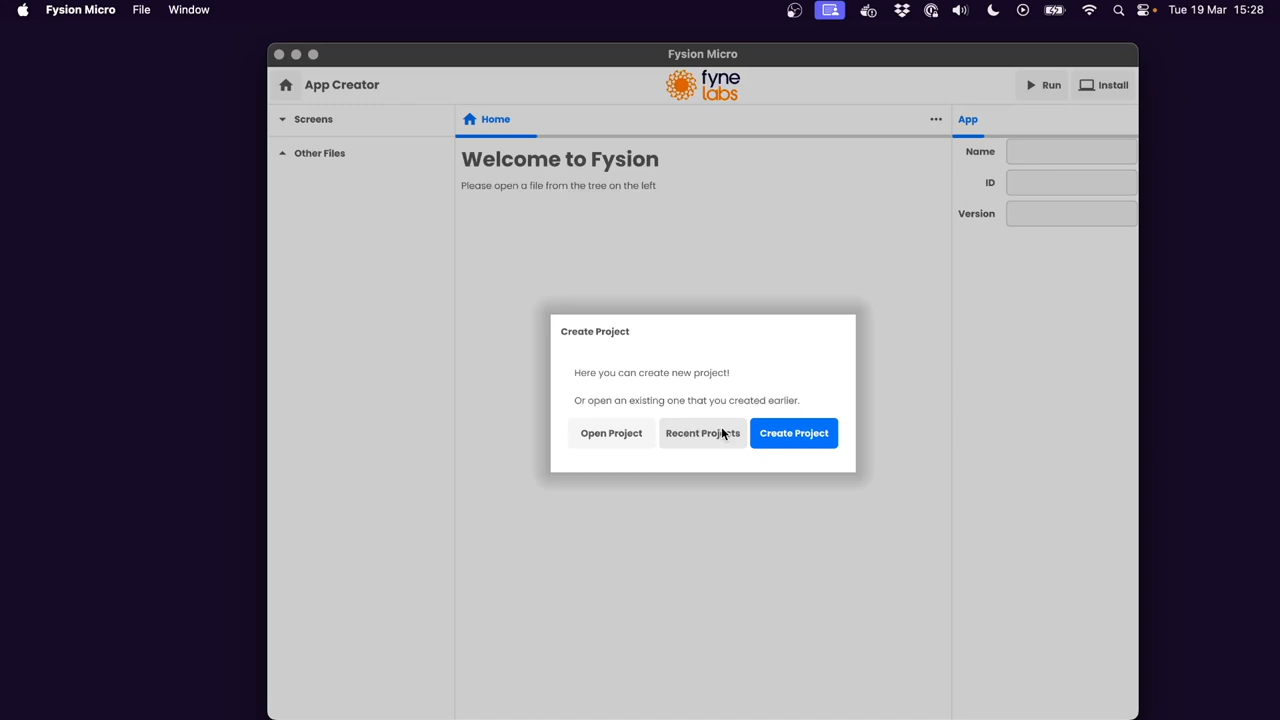 Fysion Micro File Window Tue 19 Mar 15:28
Fysion Micro
App Creator fyne labs Run Install
Screens Home ••• App
Other Files
Welcome to Fysion
Please open a file from the tree on the left
Name
ID
Version
Create Project
Here you can create new project!
Or open an existing one that you created earlier.
Open Project Recent Projects Create Project